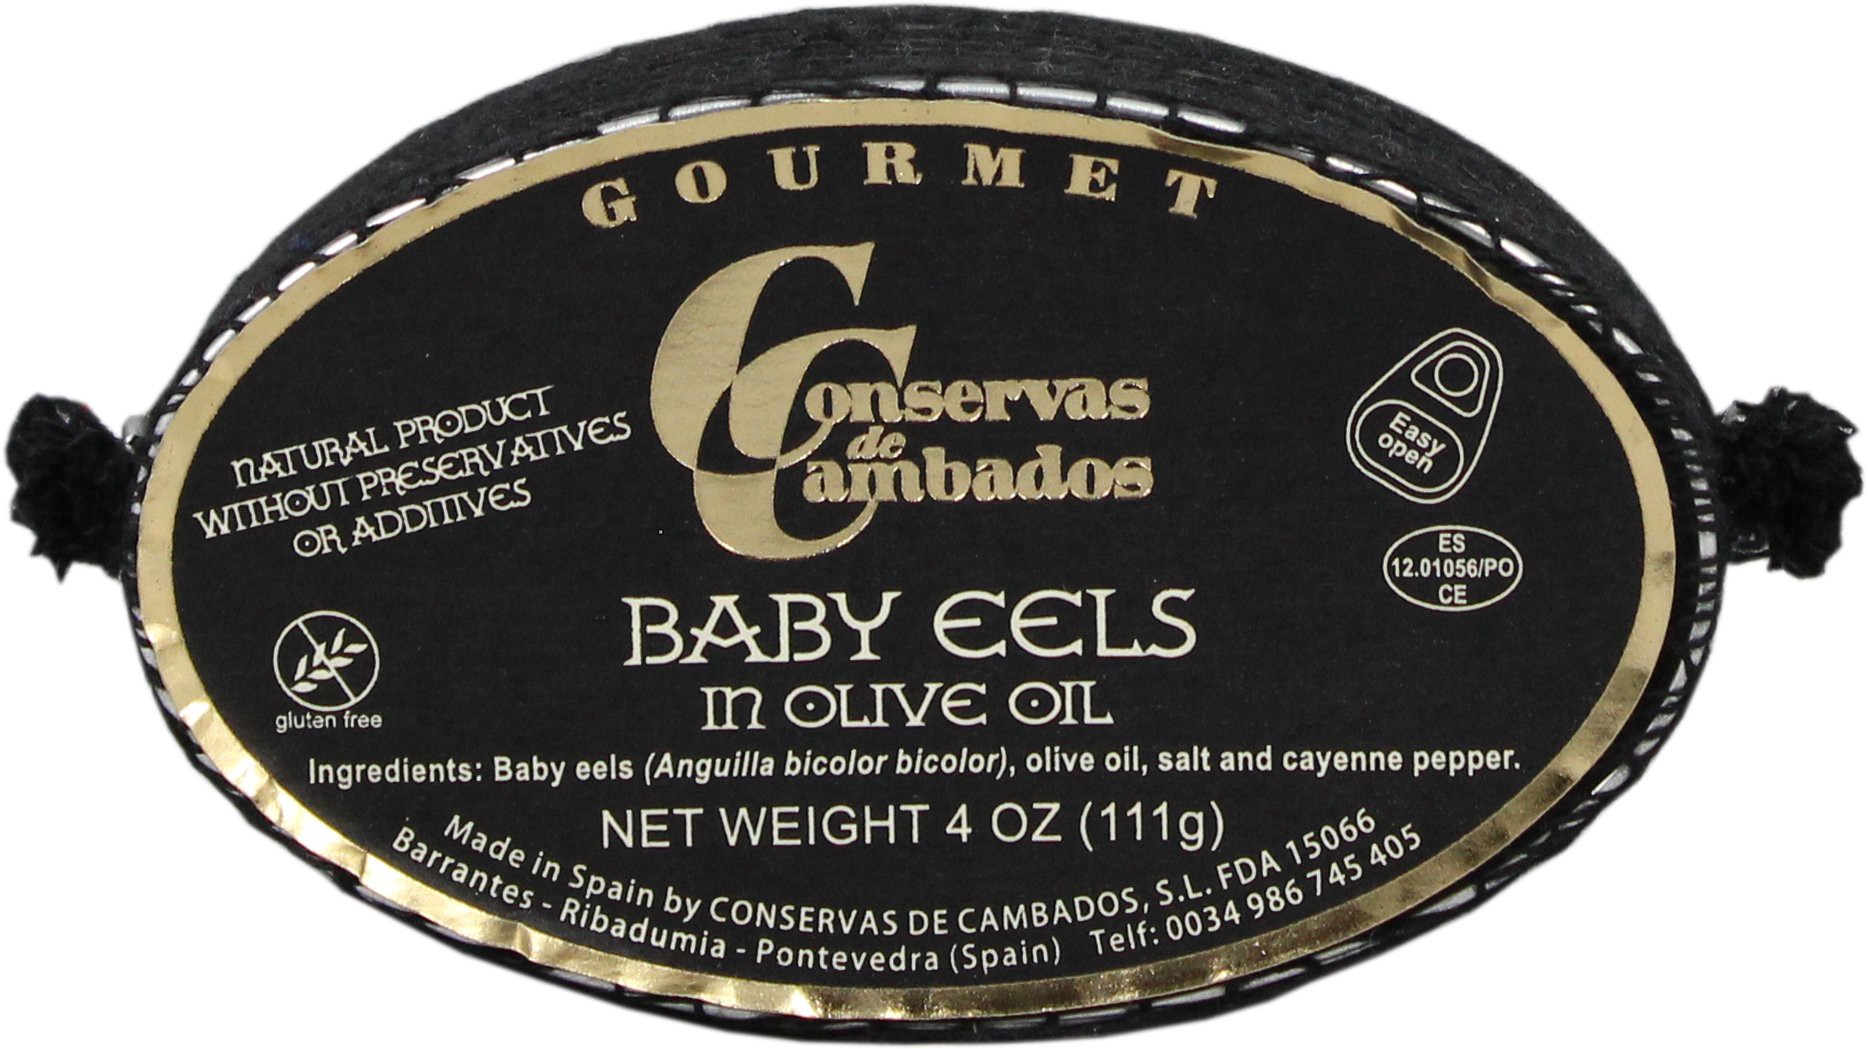 GOURMET
Conservas
de
Cambados
NATURAL PRODUCT
WITHOUT PRESERVATIVES
OR ADDITIVES
Easy
open
ES
12.01056/PO
CE
gluten free
BABY EELS
IN OLIVE OIL
Ingredients: Baby eels (Anguilla bicolor bicolor), olive oil, salt and cayenne pepper.
NET WEIGHT 4 OZ (111g)
Made in Spain by CONSERVAS DE CAMBADOS, S.L. FDA 15066
Barrantes - Ribadumia - Pontevedra (Spain) Telf: 0034 986 745 405